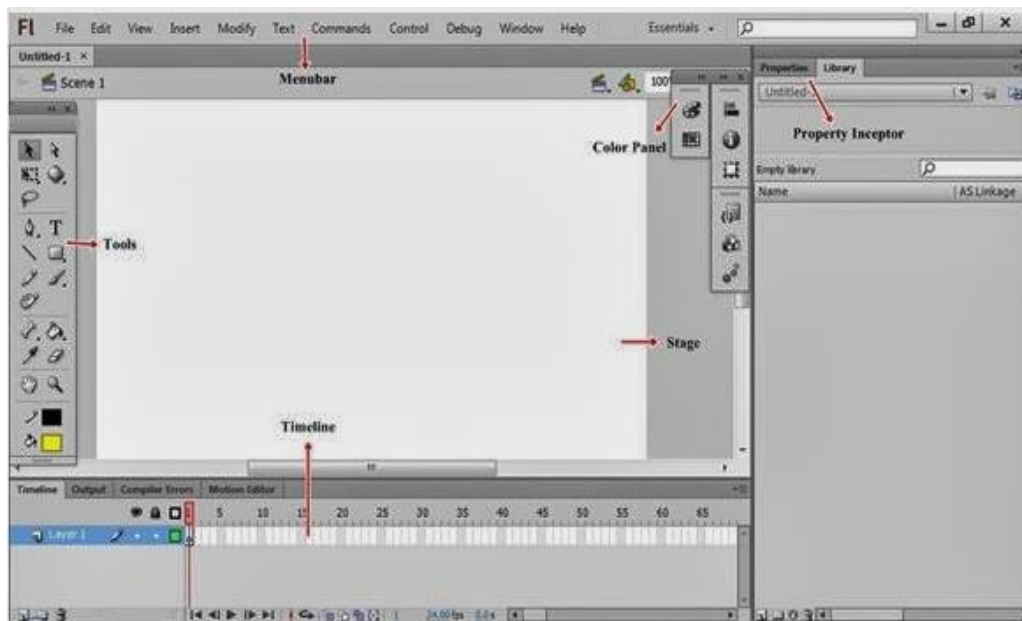 Fl File Edit View Insert Modify Text Commands Control Debug Window Help Essentials
Untitled-1 ×
Scene 1
Menubar
100%
Properties Library
Untitled-1
Color Panel
Property Inceptor
Empty library
Name AS Linkage
T
Tools
Stage
Timeline
Timeline Output Compiler Errors Motion Editor
5 10 15 20 25 30 35 40 45 50 55 60 65
Layer 1
1 24.00 fps 0.0 s